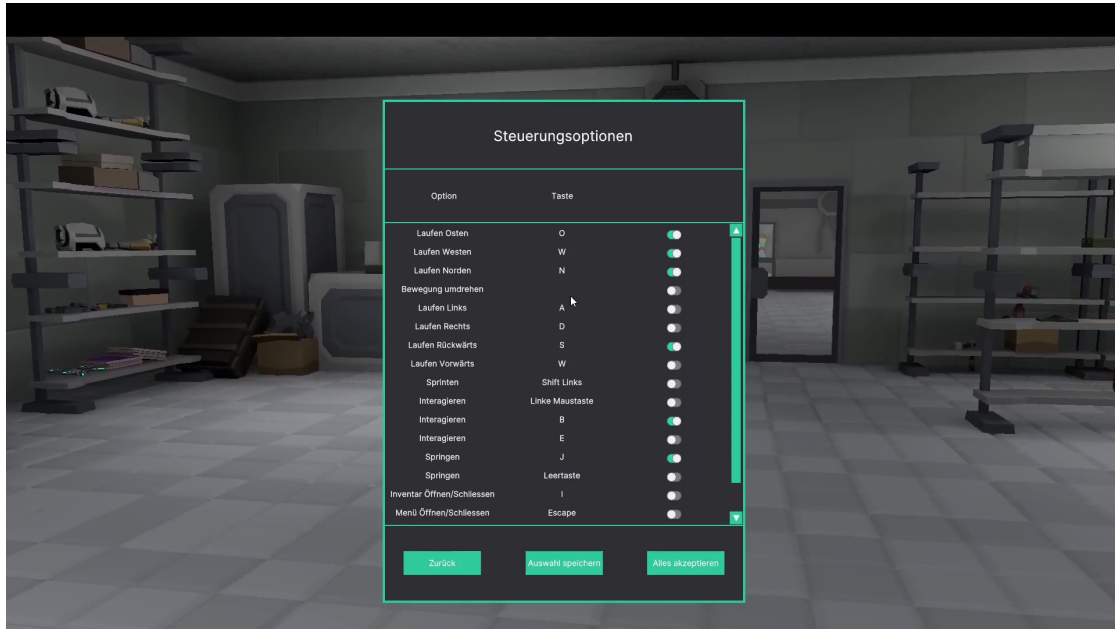 Steuerungsoptionen
Option Taste
Laufen Osten O
Laufen Westen W
Laufen Norden N
Bewegung umdrehen
Laufen Links A
Laufen Rechts D
Laufen Rückwärts S
Laufen Vorwärts W
Sprinten Shift Links
Interagieren Linke Maustaste
Interagieren B
Interagieren E
Springen J
Springen Leertaste
Inventar Öffnen/Schliessen I
Menü Öffnen/Schliessen Escape
Zurück Auswahl speichern Alles akzeptieren